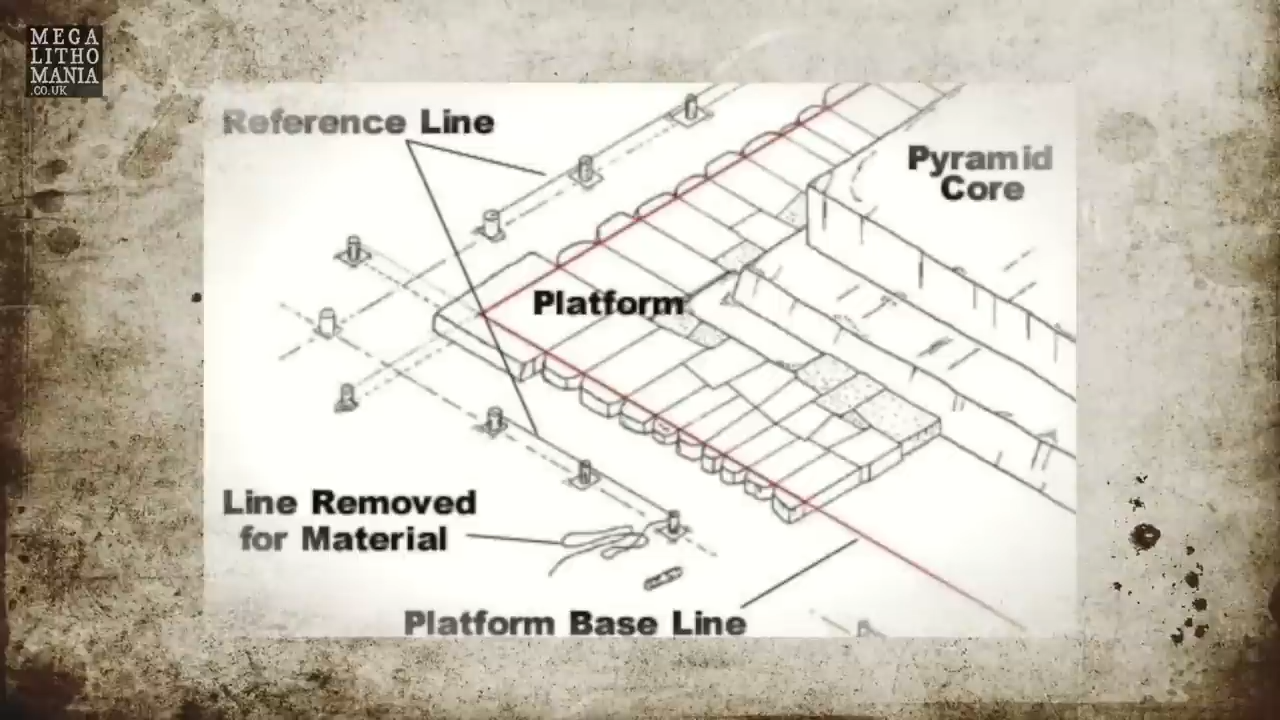 MEGA
LITHO
MANIA
.CO.UK
Reference Line
Pyramid
Core
Platform
Line Removed
for Material
Platform Base Line